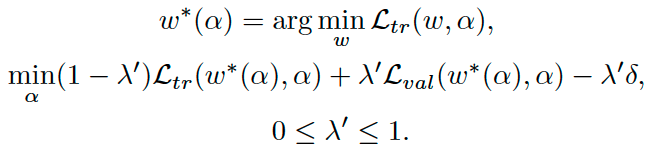 w*(α) = arg min_w ℒ_tr(w, α),
min_α (1 − λ′)ℒ_tr(w*(α), α) + λ′ℒ_val(w*(α), α) − λ′δ,
0 ≤ λ′ ≤ 1.